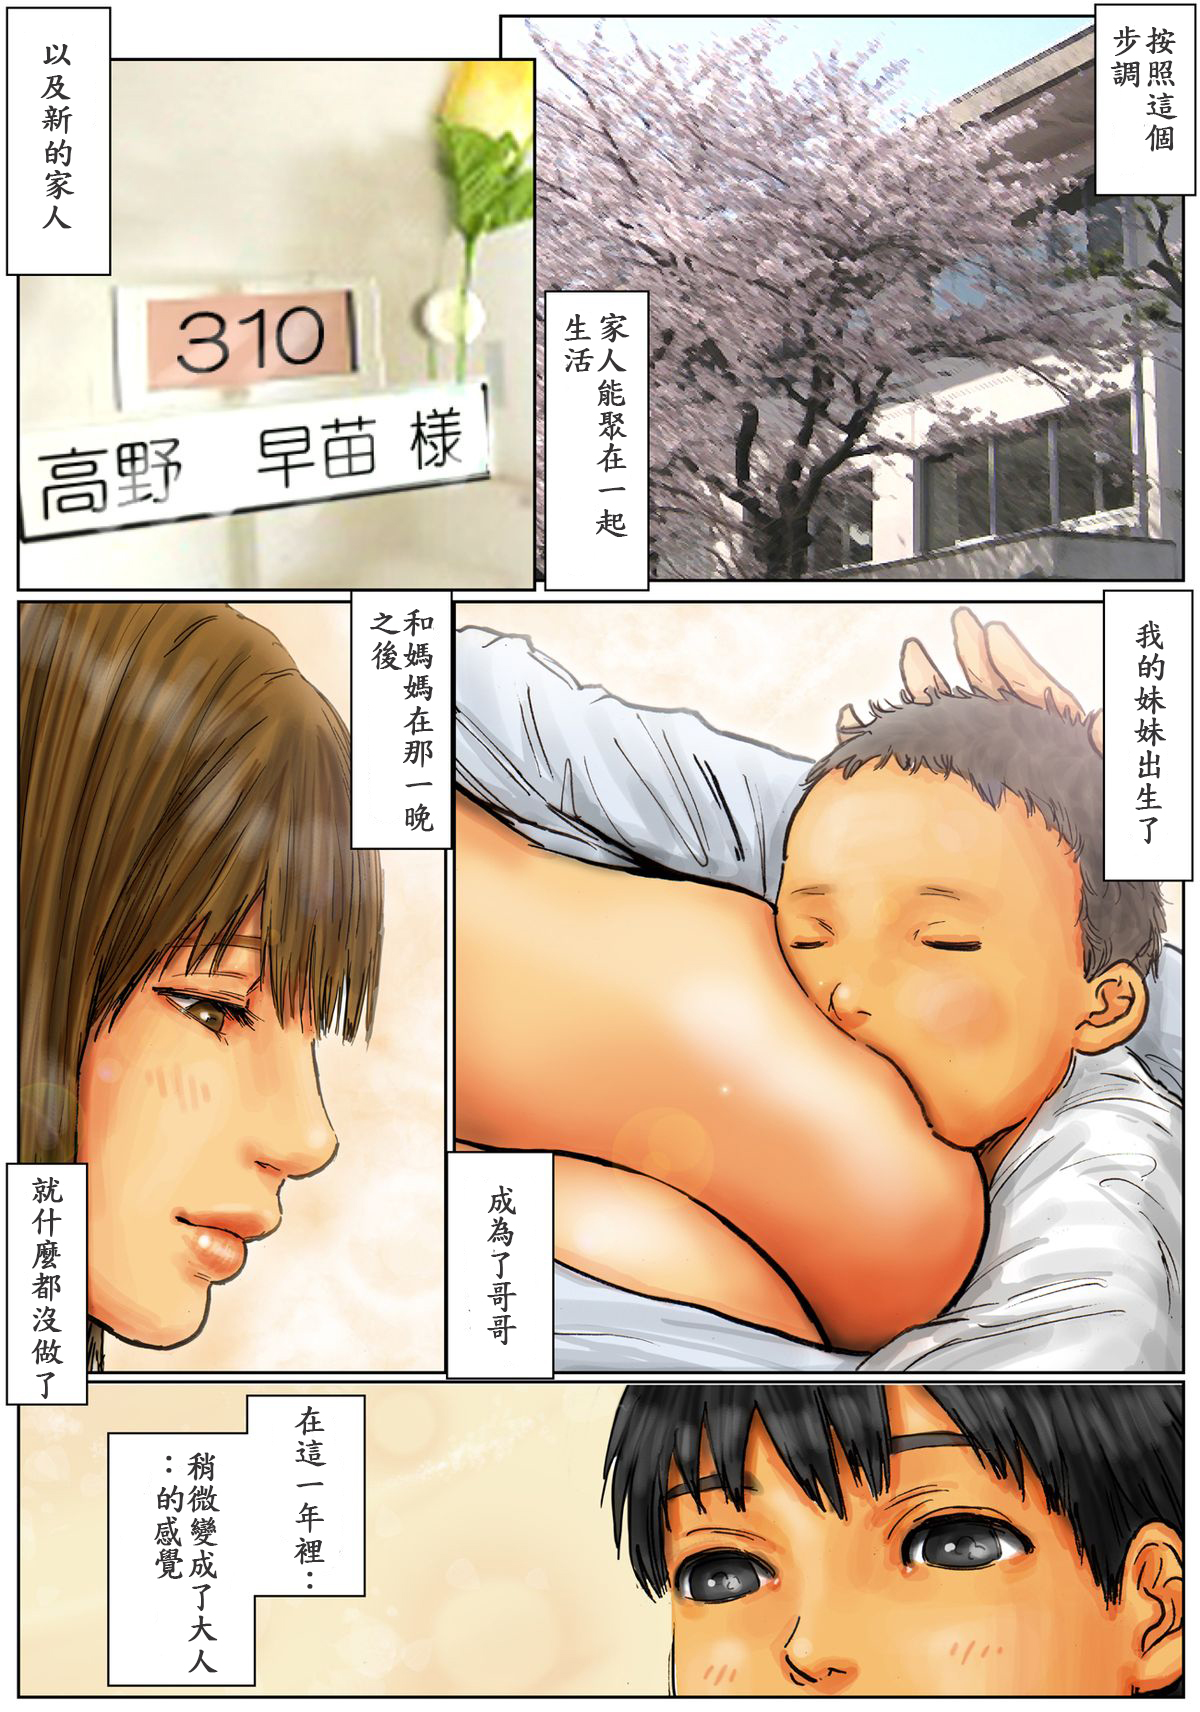 按照這個
步調
家人能聚在一起
生活
以及新的家人
310
高野 早苗 様
我的妹妹出生了
成為了哥哥
和媽媽在那一晚
之後
就什麼都沒做了
在這一年裡：
稍微變成了大人
：的感覺